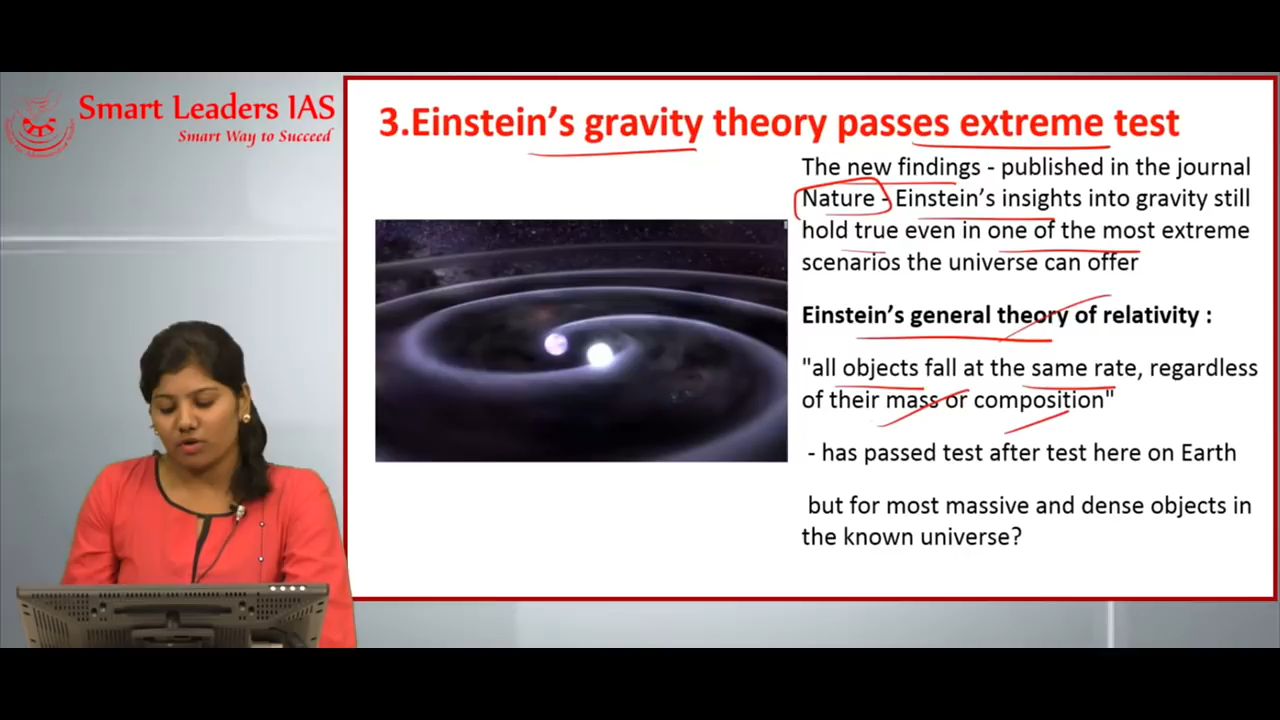 Smart Leaders IAS
Smart Way to Succeed
3.Einstein's gravity theory passes extreme test
The new findings - published in the journal
Nature - Einstein's insights into gravity still
hold true even in one of the most extreme
scenarios the universe can offer
Einstein's general theory of relativity :
"all objects fall at the same rate, regardless
of their mass or composition"
- has passed test after test here on Earth
but for most massive and dense objects in
the known universe?